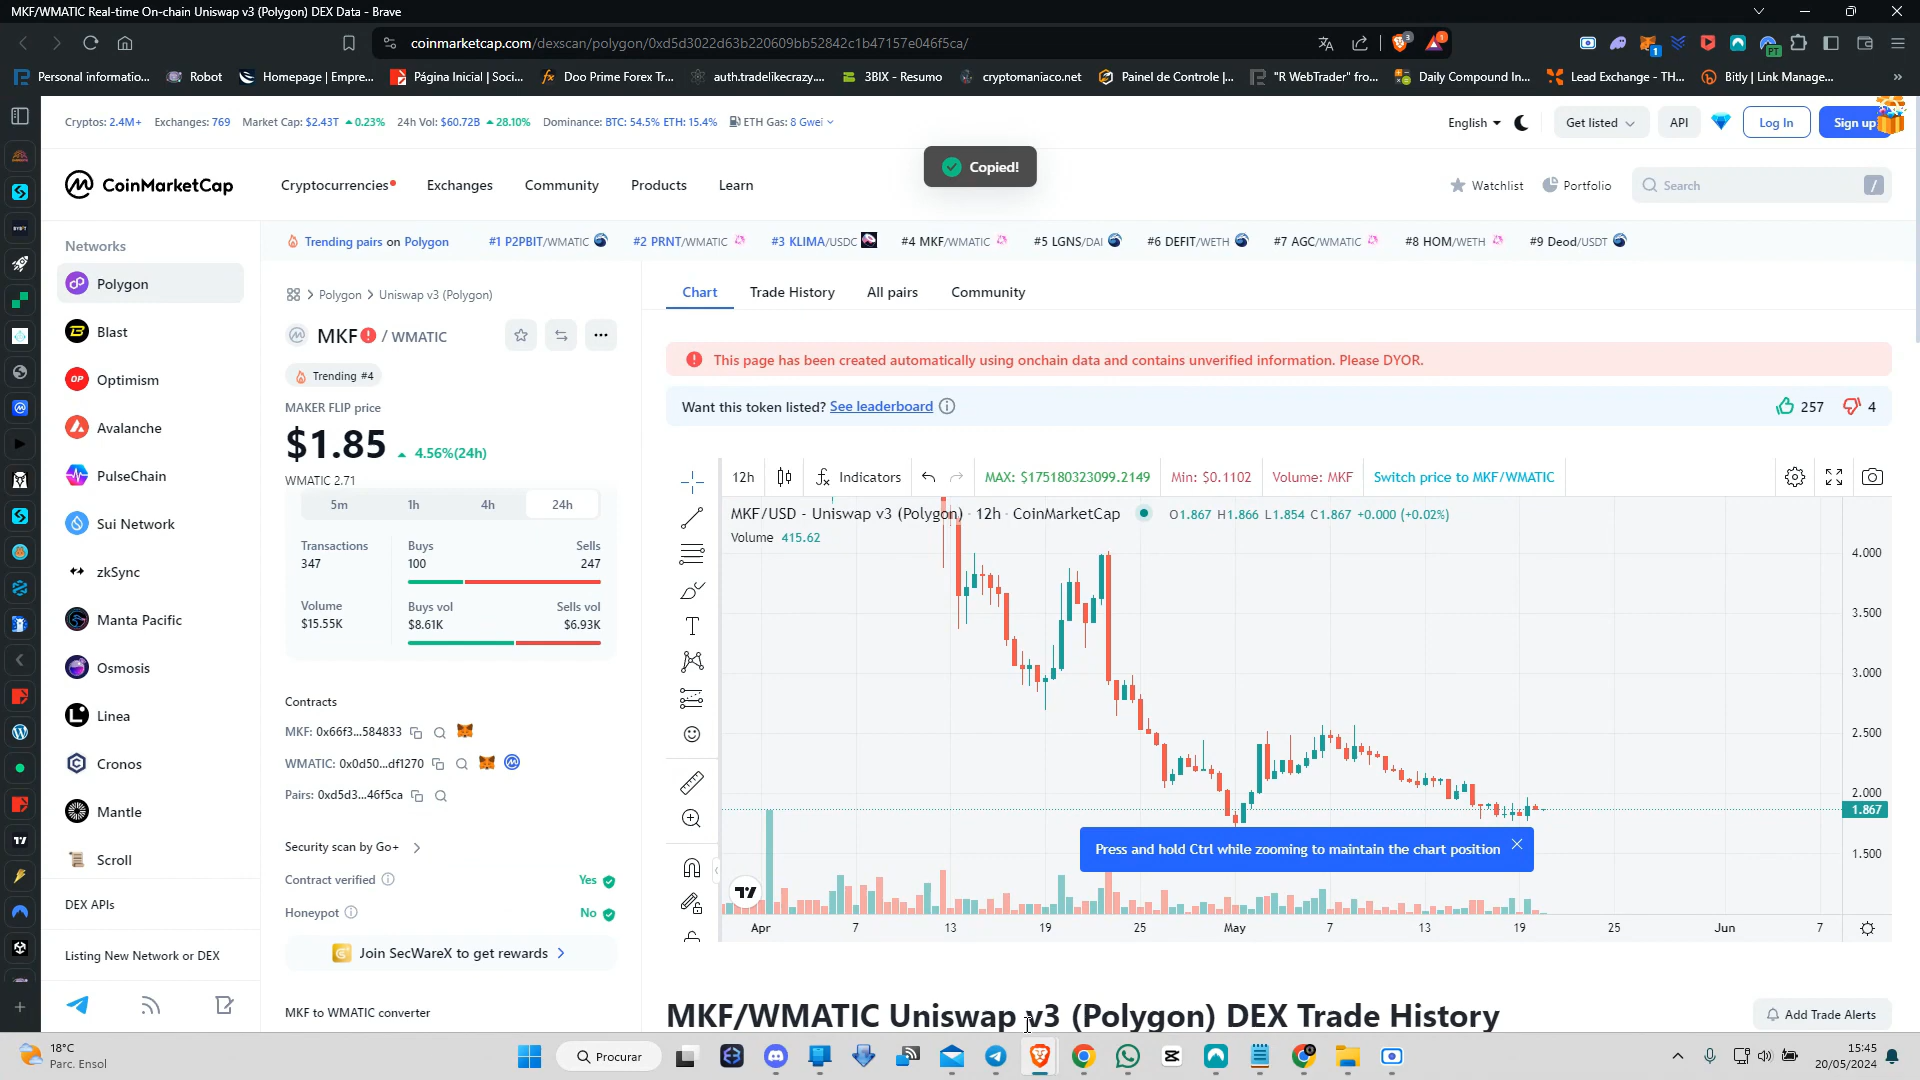 MKF/WMATIC Real-time On-chain Uniswap v3 (Polygon) DEX Data - Brave
coinmarketcap.com/dexscan/polygon/0xd5d3022d63b220609bb52842c1b47157e046f5ca/
Personal informatio... Robot Homepage | Empre... Página Inicial | Soci... Doo Prime Forex Tr... auth.tradelikecrazy.... 3BIX - Resumo cryptomaniaco.net Painel de Controle |... "R WebTrader" fro... Daily Compound In... Lead Exchange - TH... Bitly | Link Manage... »
Cryptos: 2.4M+ Exchanges: 769 Market Cap: $2.43T 0.23% 24h Vol: $60.72B 28.10% Dominance: BTC: 54.5% ETH: 15.4% ETH Gas: 8 Gwei
English Get listed API Log In Sign up
Copied!
CoinMarketCap Cryptocurrencies Exchanges Community Products Learn
Watchlist Portfolio Search /
Networks
Polygon
Blast
Optimism
Avalanche
PulseChain
Sui Network
zkSync
Manta Pacific
Osmosis
Linea
Cronos
Mantle
Scroll
DEX APIs
Listing New Network or DEX
Trending pairs on Polygon #1 P2PBIT/WMATIC #2 PRNT/WMATIC #3 KLIMA/USDC #4 MKF/WMATIC #5 LGNS/DAI #6 DEFIT/WETH #7 AGC/WMATIC #8 HOM/WETH #9 Deod/USDT
Polygon Uniswap v3 (Polygon)
MKF / WMATIC
Trending #4
MAKER FLIP price
$1.85 4.56%(24h)
WMATIC 2.71
5m 1h 4h 24h
Transactions Buys Sells
347 100 247
Volume Buys vol Sells vol
$15.55K $8.61K $6.93K
Contracts
MKF: 0x66f3...584833
WMATIC: 0x0d50...df1270
Pairs: 0xd5d3...46f5ca
Security scan by Go+
Contract verified Yes
Honeypot No
Join SecWareX to get rewards
MKF to WMATIC converter
Chart Trade History All pairs Community
This page has been created automatically using onchain data and contains unverified information. Please DYOR.
Want this token listed? See leaderboard 257 4
12h Indicators MAX: $175180323099.2149 Min: $0.1102 Volume: MKF Switch price to MKF/WMATIC
MKF/USD - Uniswap v3 (Polygon) · 12h · CoinMarketCap O1.867 H1.866 L1.854 C1.867 +0.000 (+0.02%)
Volume 415.62
4.000
3.500
3.000
2.500
2.000
1.867
1.500
Press and hold Ctrl while zooming to maintain the chart position
Apr 7 13 19 25 May 7 13 19 25 Jun 7
MKF/WMATIC Uniswap v3 (Polygon) DEX Trade History
Add Trade Alerts
18°C
Parc. Ensol
Procurar
15:45
20/05/2024